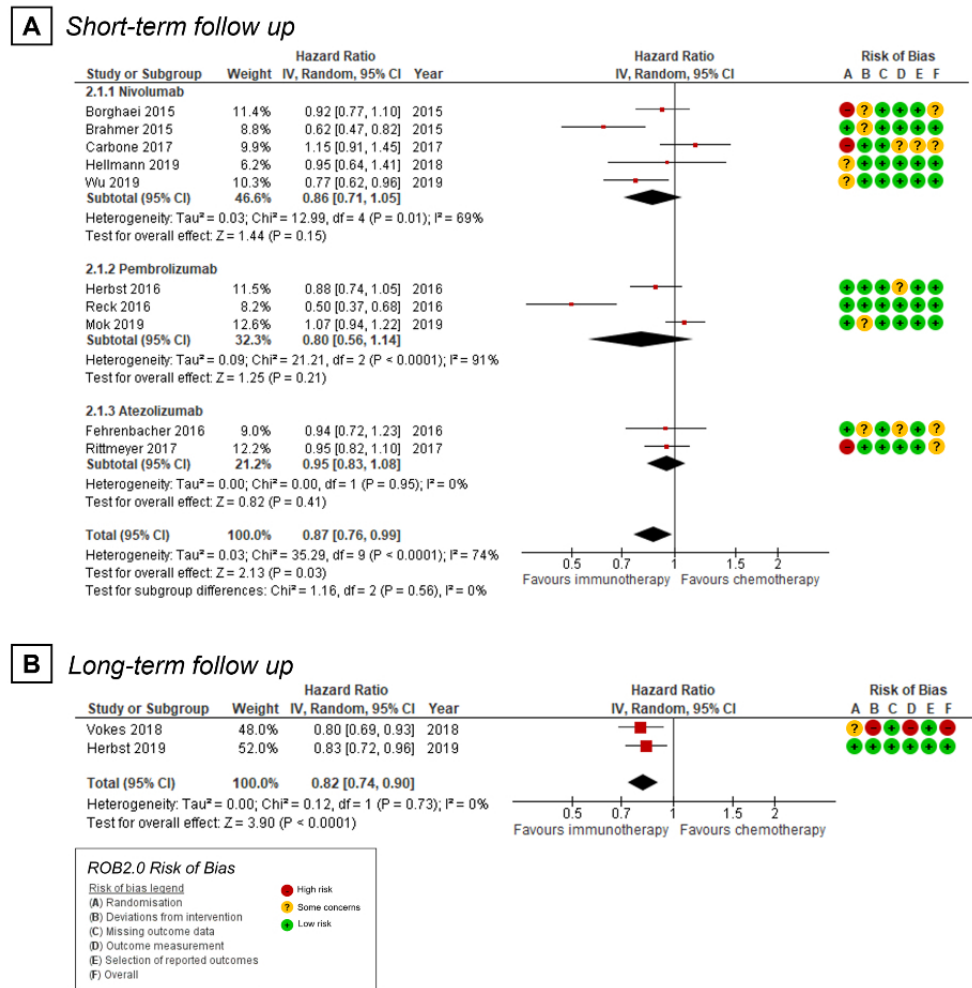 A Short-term follow up
Hazard Ratio Hazard Ratio Risk of Bias
Study or Subgroup Weight IV, Random, 95% CI Year IV, Random, 95% CI A B C D E F
2.1.1 Nivolumab
Borghaei 2015 11.4% 0.92 [0.77, 1.10] 2015 - ? + + + ?
Brahmer 2015 8.8% 0.62 [0.47, 0.82] 2015 + ? + + + +
Carbone 2017 9.9% 1.15 [0.91, 1.45] 2017 - + + ? ? ?
Hellmann 2019 6.2% 0.95 [0.64, 1.41] 2018 ? + + + + +
Wu 2019 10.3% 0.77 [0.62, 0.96] 2019 ? + + + + +
Subtotal (95% CI) 46.6% 0.86 [0.71, 1.05]
Heterogeneity: Tau² = 0.03; Chi² = 12.99, df = 4 (P = 0.01); I² = 69%
Test for overall effect: Z = 1.44 (P = 0.15)
2.1.2 Pembrolizumab
Herbst 2016 11.5% 0.88 [0.74, 1.05] 2016 + + + ? + +
Reck 2016 8.2% 0.50 [0.37, 0.68] 2016 + + + + + +
Mok 2019 12.6% 1.07 [0.94, 1.22] 2019 + ? + + + +
Subtotal (95% CI) 32.3% 0.80 [0.56, 1.14]
Heterogeneity: Tau² = 0.09; Chi² = 21.21, df = 2 (P < 0.0001); I² = 91%
Test for overall effect: Z = 1.25 (P = 0.21)
2.1.3 Atezolizumab
Fehrenbacher 2016 9.0% 0.94 [0.72, 1.23] 2016 + ? + ? + ?
Rittmeyer 2017 12.2% 0.95 [0.82, 1.10] 2017 - + + + + ?
Subtotal (95% CI) 21.2% 0.95 [0.83, 1.08]
Heterogeneity: Tau² = 0.00; Chi² = 0.00, df = 1 (P = 0.95); I² = 0%
Test for overall effect: Z = 0.82 (P = 0.41)
Total (95% CI) 100.0% 0.87 [0.76, 0.99]
Heterogeneity: Tau² = 0.03; Chi² = 35.29, df = 9 (P < 0.0001); I² = 74%
Test for overall effect: Z = 2.13 (P = 0.03)
Test for subgroup differences: Chi² = 1.16, df = 2 (P = 0.56), I² = 0%
0.5 0.7 1 1.5 2
Favours immunotherapy Favours chemotherapy
B Long-term follow up
Hazard Ratio Hazard Ratio Risk of Bias
Study or Subgroup Weight IV, Random, 95% CI Year IV, Random, 95% CI A B C D E F
Vokes 2018 48.0% 0.80 [0.69, 0.93] 2018 ? - + - + -
Herbst 2019 52.0% 0.83 [0.72, 0.96] 2019 + + + + + +
Total (95% CI) 100.0% 0.82 [0.74, 0.90]
Heterogeneity: Tau² = 0.00; Chi² = 0.12, df = 1 (P = 0.73); I² = 0%
Test for overall effect: Z = 3.90 (P < 0.0001)
0.5 0.7 1 1.5 2
Favours immunotherapy Favours chemotherapy
ROB2.0 Risk of Bias
Risk of bias legend
(A) Randomisation
(B) Deviations from intervention
(C) Missing outcome data
(D) Outcome measurement
(E) Selection of reported outcomes
(F) Overall
- High risk
? Some concerns
+ Low risk